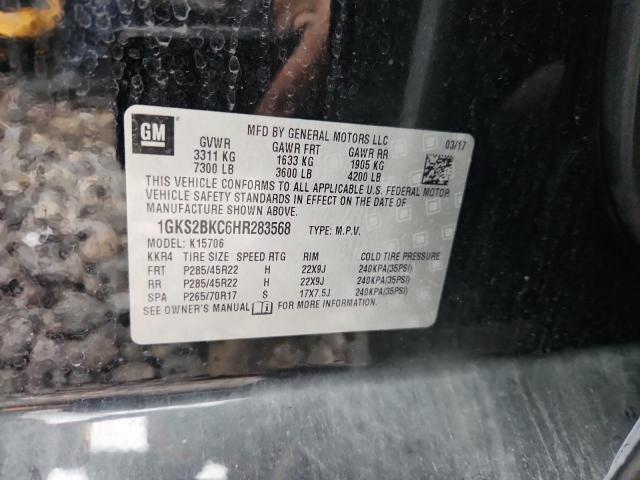 GM
MFD BY GENERAL MOTORS LLC
03/17
GVWR GAWR FRT GAWR RR
3311 KG 1633 KG 1905 KG
7300 LB 3600 LB 4200 LB
THIS VEHICLE CONFORMS TO ALL APPLICABLE U.S. FEDERAL MOTOR
VEHICLE SAFETY STANDARDS IN EFFECT ON THE DATE OF
MANUFACTURE SHOWN ABOVE.
1GKS2BKC6HR283568 TYPE: M.P.V.
MODEL: K15706
KKR4 TIRE SIZE SPEED RTG RIM COLD TIRE PRESSURE
FRT P285/45R22 H 22X9J 240KPA(35PSI)
RR P285/45R22 H 22X9J 240KPA(35PSI)
SPA P265/70R17 S 17X7.5J 240KPA(35PSI)
SEE OWNER'S MANUAL FOR MORE INFORMATION.